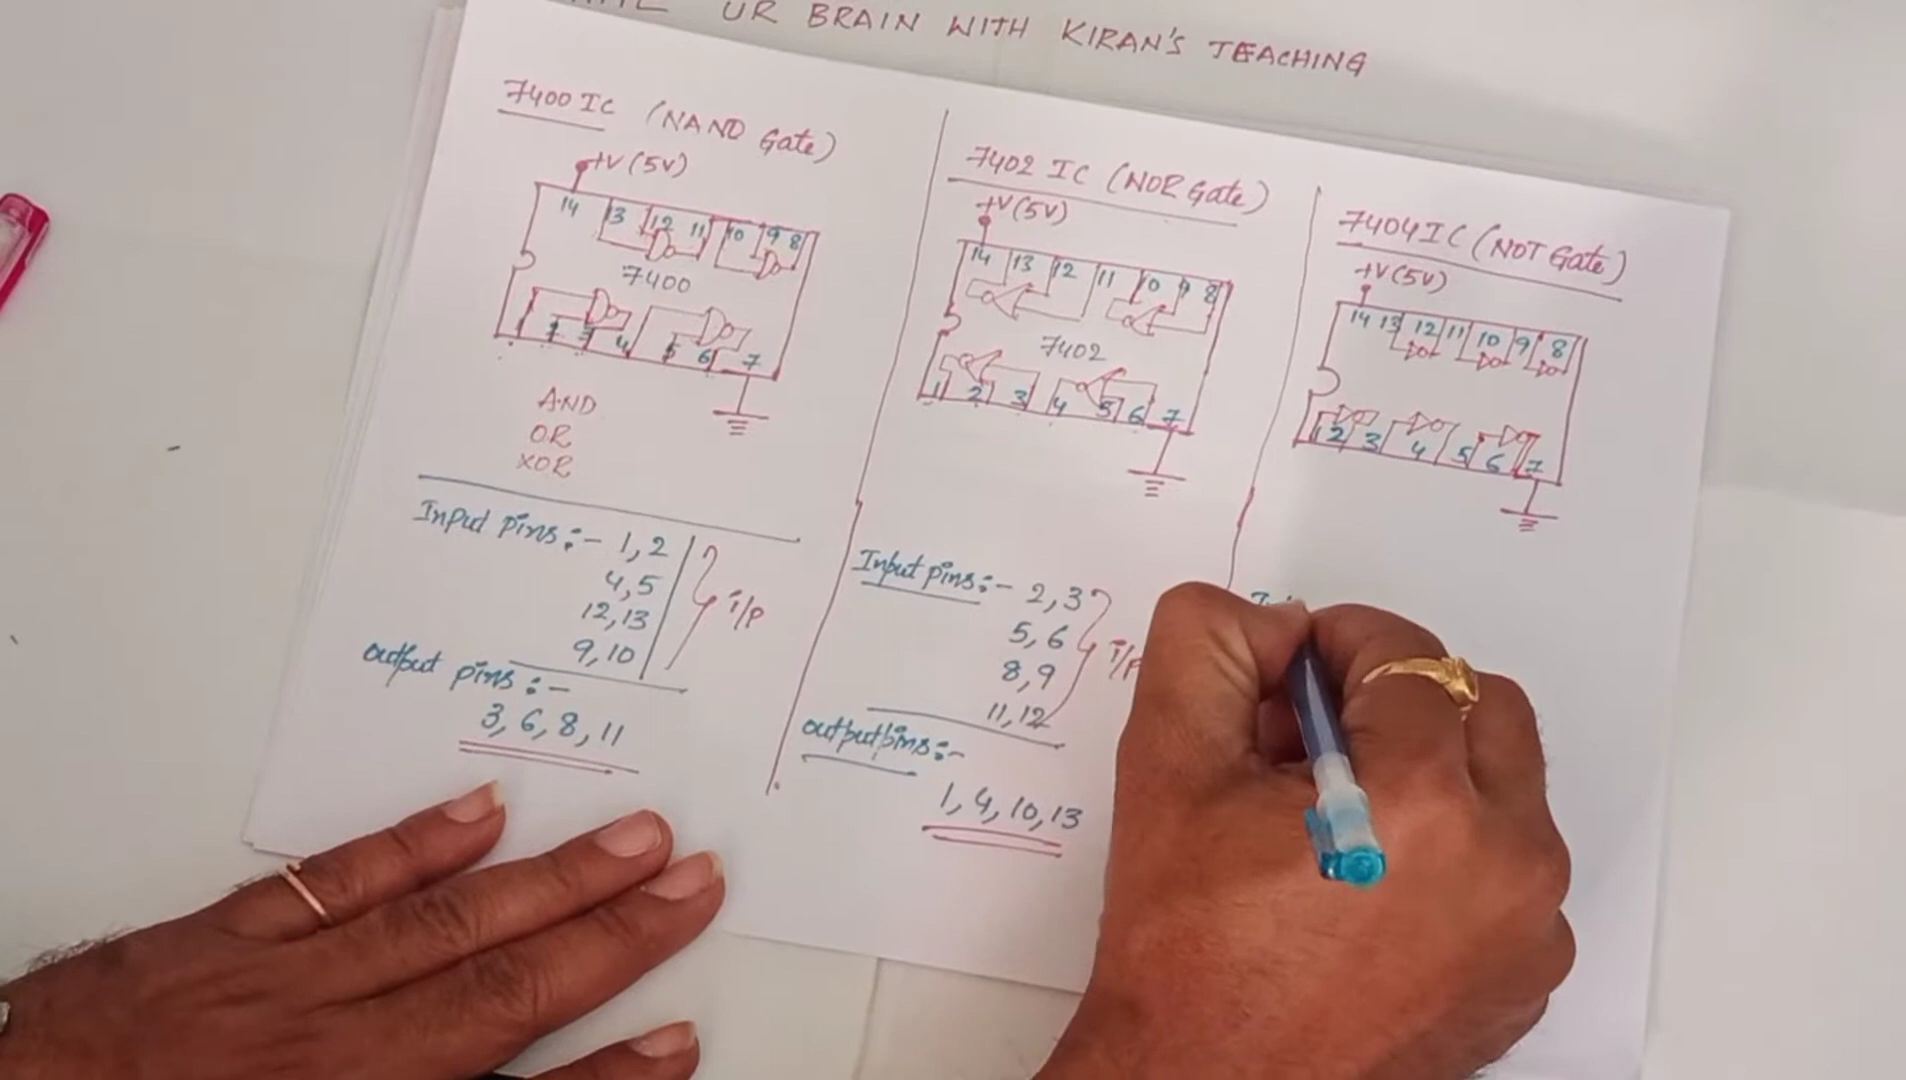 UR BRAIN WITH KIRAN'S TEACHING
7400 IC (NAND Gate)
+V (5V)
14 13 12 11 10 9 8
7400
4 5 6 7
AND
OR
XOR
Input pins:- 1, 2
4, 5
12, 13
9, 10
i/p
output pins:-
3, 6, 8, 11
7402 IC (NOR Gate)
+V (5V)
14 13 12 11 10 9 8
7402
1 2 3 4 5 6 7
Input pins:- 2, 3
5, 6
8, 9
11, 12
output pins:-
1, 4, 10, 13
7404 IC (NOT Gate)
+V (5V)
14 13 12 11 10 9 8
1 2 3 4 5 6 7